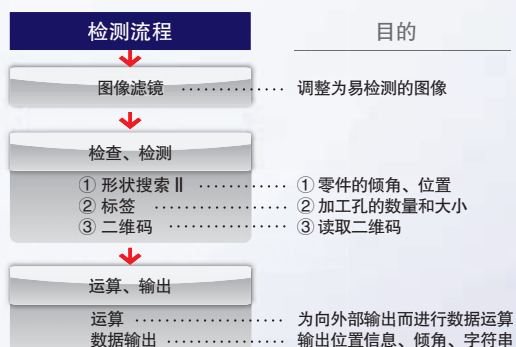 检测流程 目的
图像滤镜 ·············· 调整为易检测的图像
检查、检测
① 形状搜索Ⅱ ············ ① 零件的倾角、位置
② 标签 ·················· ② 加工孔的数量和大小
③ 二维码 ················ ③ 读取二维码
运算、输出
运算 ···················· 为向外部输出而进行数据运算
数据输出 ················ 输出位置信息、倾角、字符串